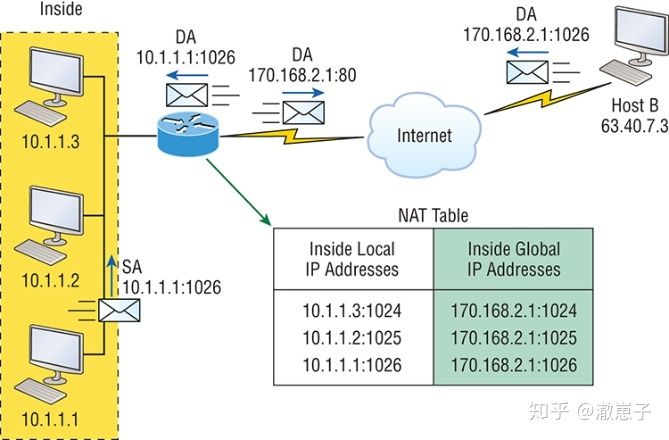 Inside
10.1.1.3
10.1.1.2
10.1.1.1
SA
10.1.1.1:1026
DA
10.1.1.1:1026
DA
170.168.2.1:80
Internet
DA
170.168.2.1:1026
Host B
63.40.7.3
NAT Table
Inside Local
IP Addresses
Inside Global
IP Addresses
10.1.1.3:1024 170.168.2.1:1024
10.1.1.2:1025 170.168.2.1:1025
10.1.1.1:1026 170.168.2.1:1026
知乎 @澈崽子